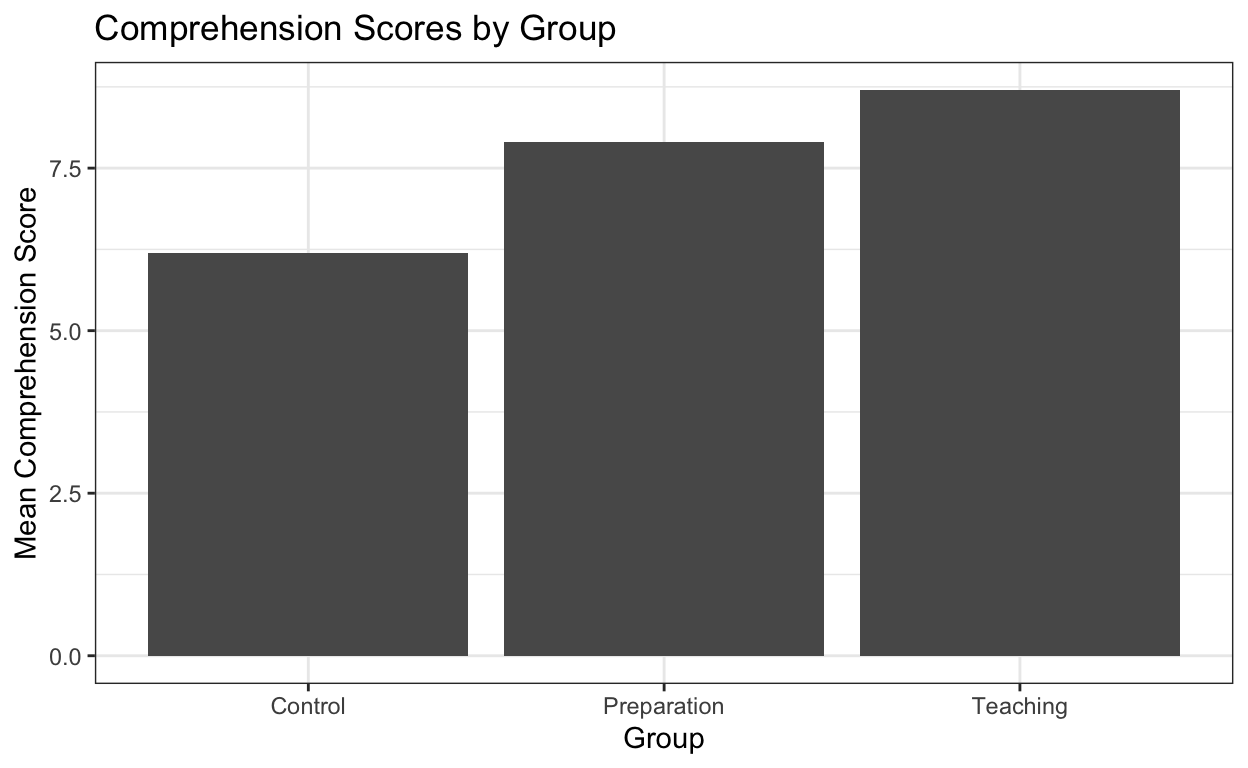 Comprehension Scores by Group
Mean Comprehension Score
7.5
5.0
2.5
0.0
Control Preparation Teaching
Group